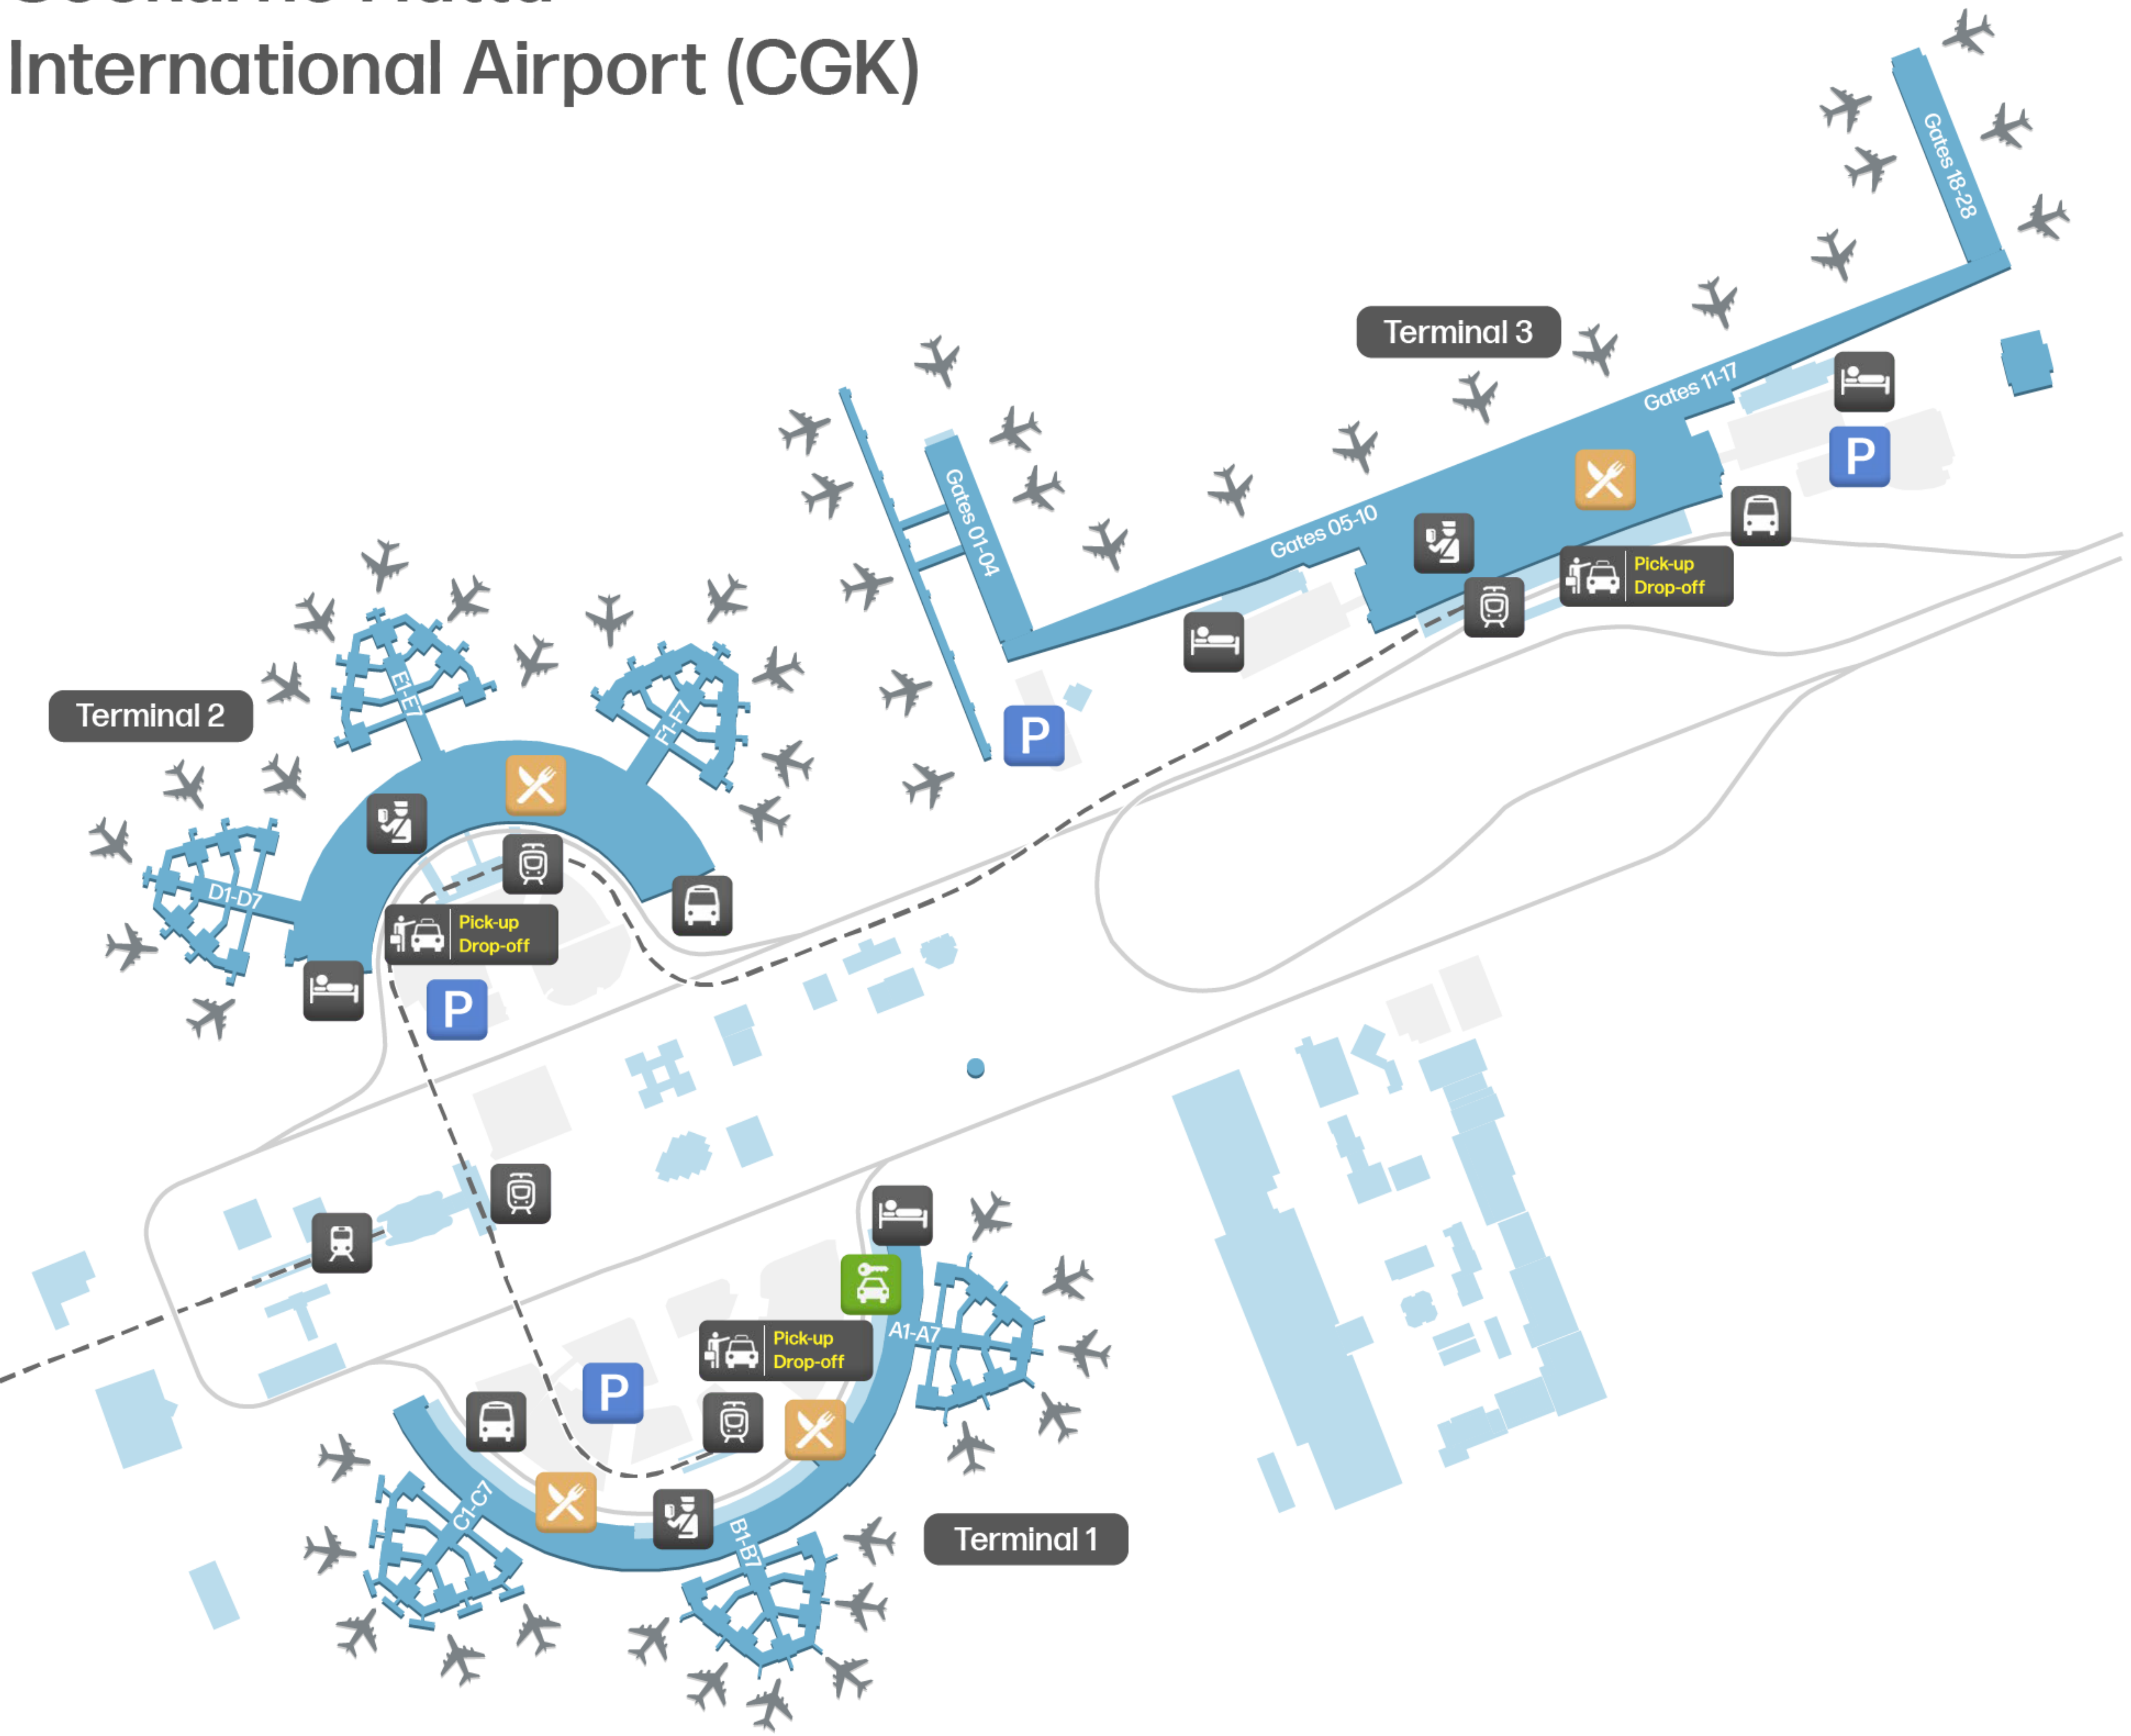 International Airport (CGK)
Gates 18-28
Terminal 3
Gates 11-17
Gates 01-04
Gates 05-10
Pick-up
Drop-off
P
E1-E7
F1-F7
Terminal 2
P
D1-D7
Pick-up
Drop-off
P
A1-A7
Pick-up
Drop-off
P
C1-C7
B1-B7
Terminal 1